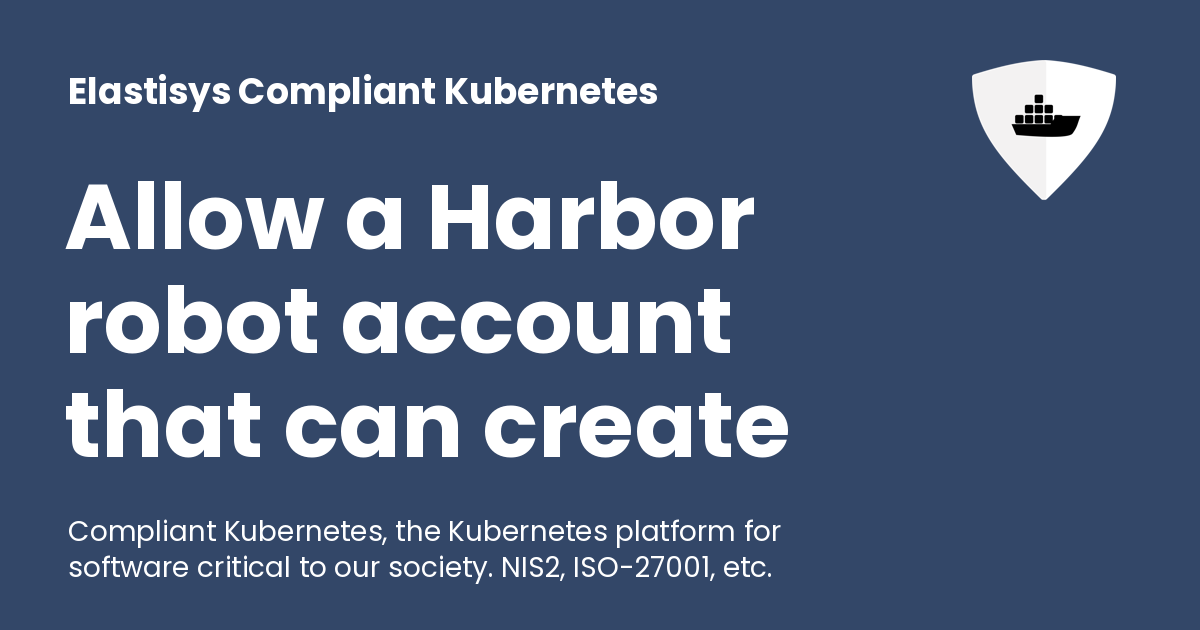 Elastisys Compliant Kubernetes
Allow a Harbor
robot account
that can create
Compliant Kubernetes, the Kubernetes platform for
software critical to our society. NIS2, ISO-27001, etc.